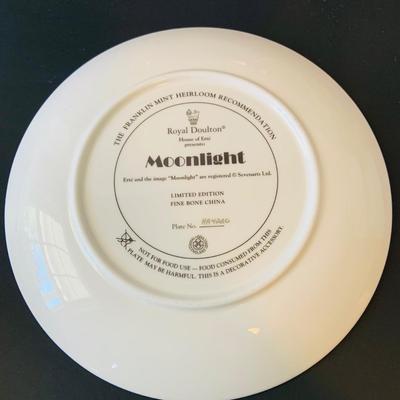 THE FRANKLIN MINT HEIRLOOM RECOMMENDATION
Royal Doulton®
House of Erté
presents:
Moonlight
Erté and the image "Moonlight" are registered © Sevenarts Ltd.
LIMITED EDITION
FINE BONE CHINA
Plate No.
NOT FOR FOOD USE — FOOD CONSUMED FROM THIS
PLATE MAY BE HARMFUL. THIS IS A DECORATIVE ACCESSORY.